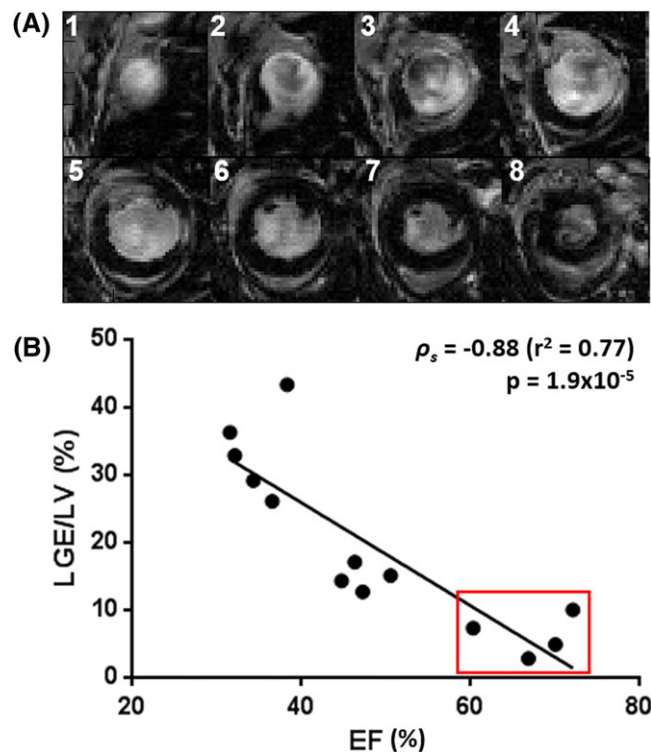 (A)
1 2 3 4
5 6 7 8
(B)
ρs = -0.88 (r² = 0.77)
p = 1.9x10⁻⁵
50
40
30
20
10
0
LGE/LV (%)
20 40 60 80
EF (%)